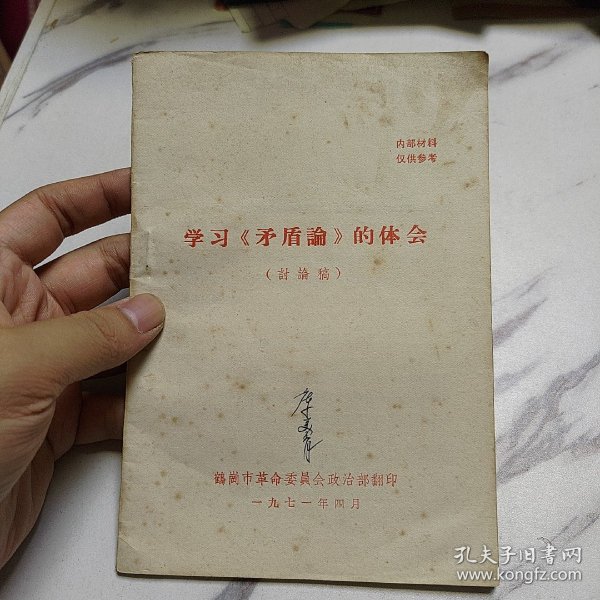 内部材料
仅供参考
学习《矛盾論》的体会
（討論稿）
鶴崗市革命委員会政治部翻印
一九七一年四月
孔夫子旧书网
www.kongfz.com